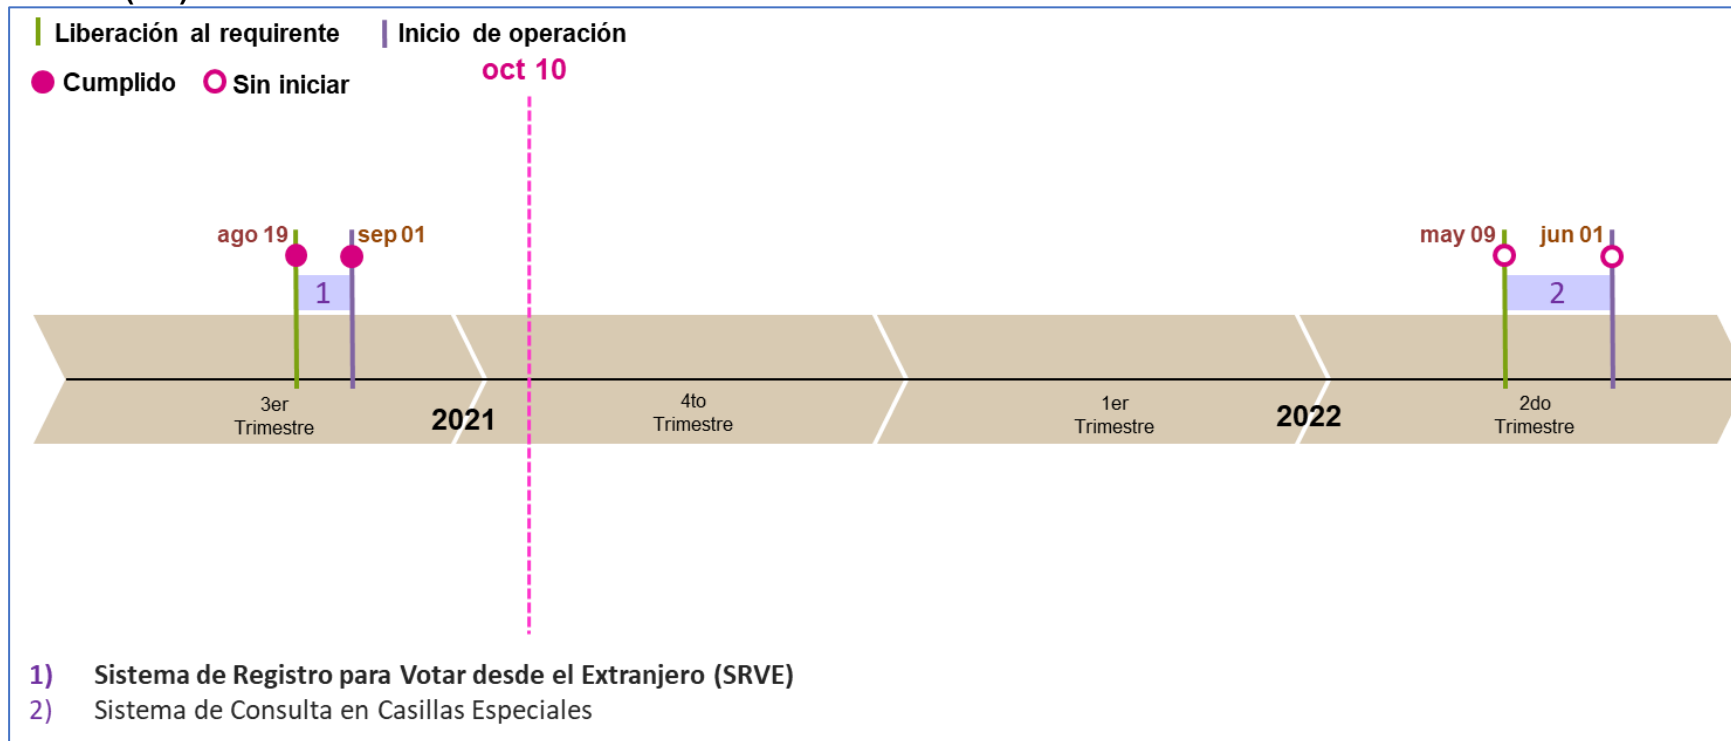 Liberación al requirente
Inicio de operación
Cumplido
Sin iniciar
oct 10
ago 19
sep 01
may 09
jun 01
1
2
3er
Trimestre
2021
4to
Trimestre
1er
Trimestre
2022
2do
Trimestre
1) Sistema de Registro para Votar desde el Extranjero (SRVE)
2) Sistema de Consulta en Casillas Especiales